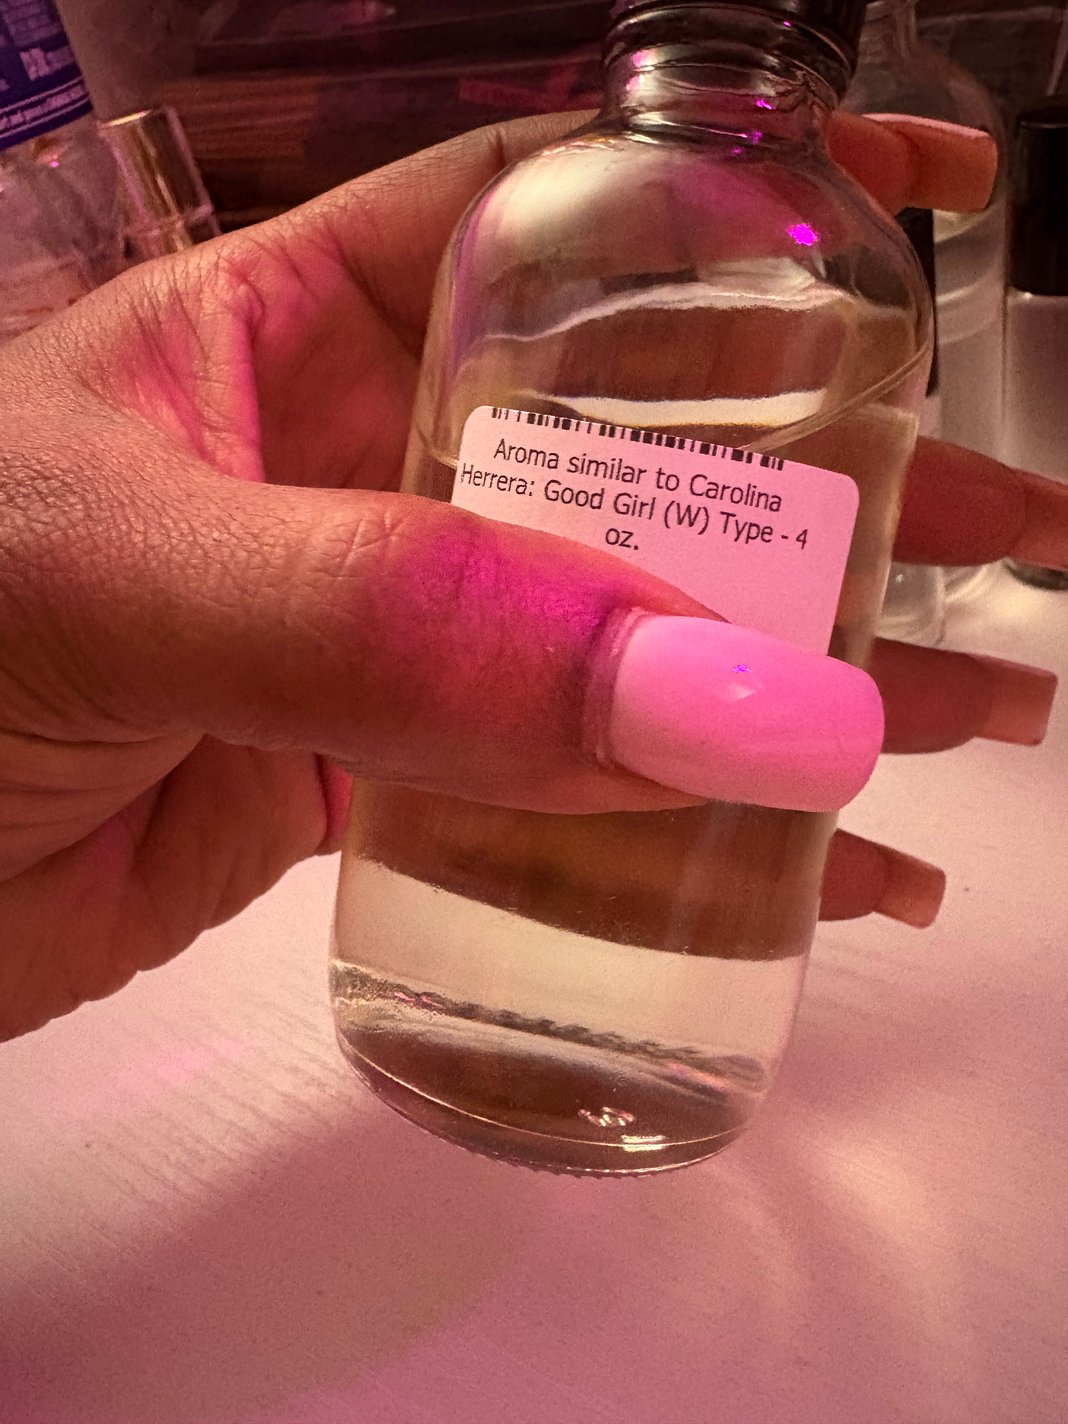 Aroma similar to Carolina
Herrera: Good Girl (W) Type - 4
oz.